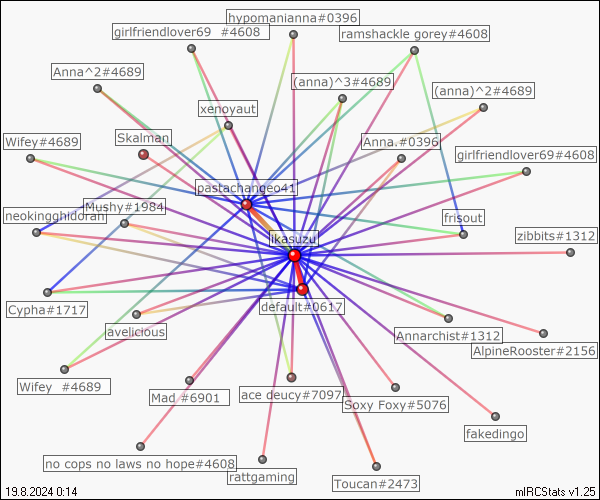 hypomanianna#0396
girlfriendlover69  #4608
ramshackle gorey#4608
Anna^2#4689
(anna)^3#4689
(anna)^2#4689
xenoyaut
Skalman
Wifey#4689
Anna.#0396
girlfriendlover69#4608
pastachangeo41
Mushy#1984
neokingghidorah
frisout
jkasuzu
zibbits#1312
Cypha#1717
default#0617
avelicious
Annarchist#1312
AlpineRooster#2156
Wifey  #4689
Mad #6901
ace deucy#7097
Soxy Foxy#5076
fakedingo
no cops no laws no hope#4608
rattgaming
Toucan#2473
19.8.2024 0:14
mIRCStats v1.25